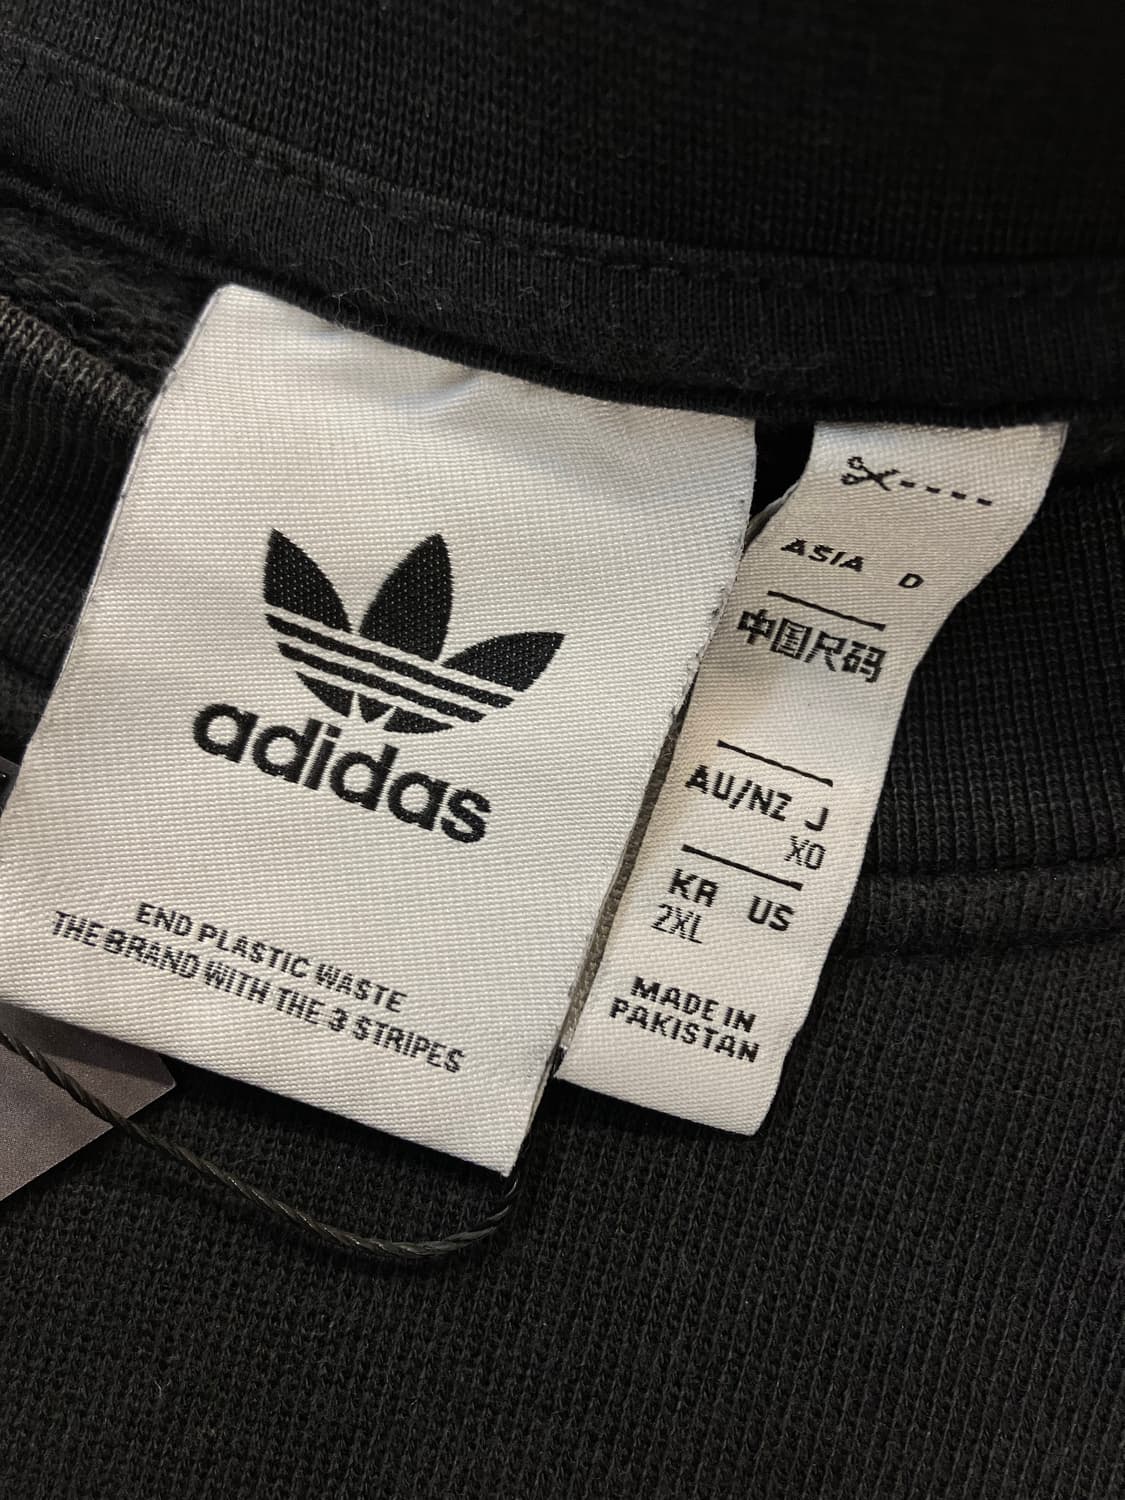 adidas
END PLASTIC WASTE
THE BRAND WITH THE 3 STRIPES
ASIA D
中国尺码
AU/NZ J
XO
KR US
2XL
MADE IN
PAKISTAN